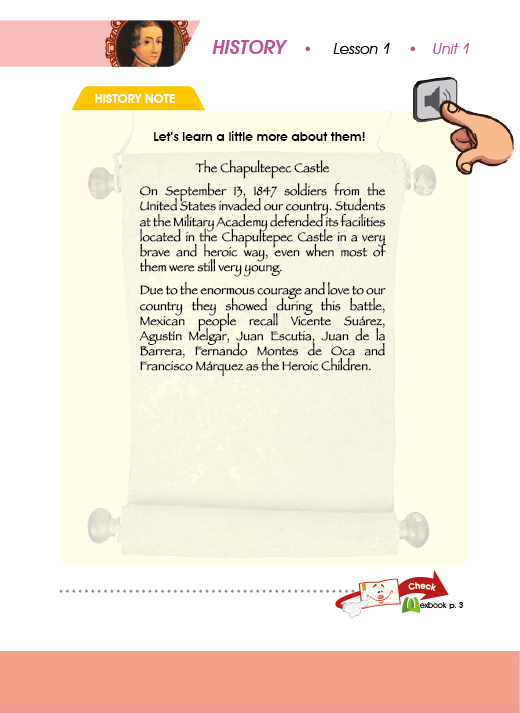 HISTORY • Lesson 1 • Unit 1
HISTORY NOTE
Let's learn a little more about them!
The Chapultepec Castle
On September 13, 1847 soldiers from the
United States invaded our country. Students
at the Military Academy defended its facilities
located in the Chapultepec Castle in a very
brave and heroic way, even when most of
them were still very young.
Due to the enormous courage and love to our
country they showed during this battle,
Mexican people recall Vicente Suárez,
Agustín Melgar, Juan Escutia, Juan de la
Barrera, Fernando Montes de Oca and
Francisco Márquez as the Heroic Children.
Check
exbook p. 3